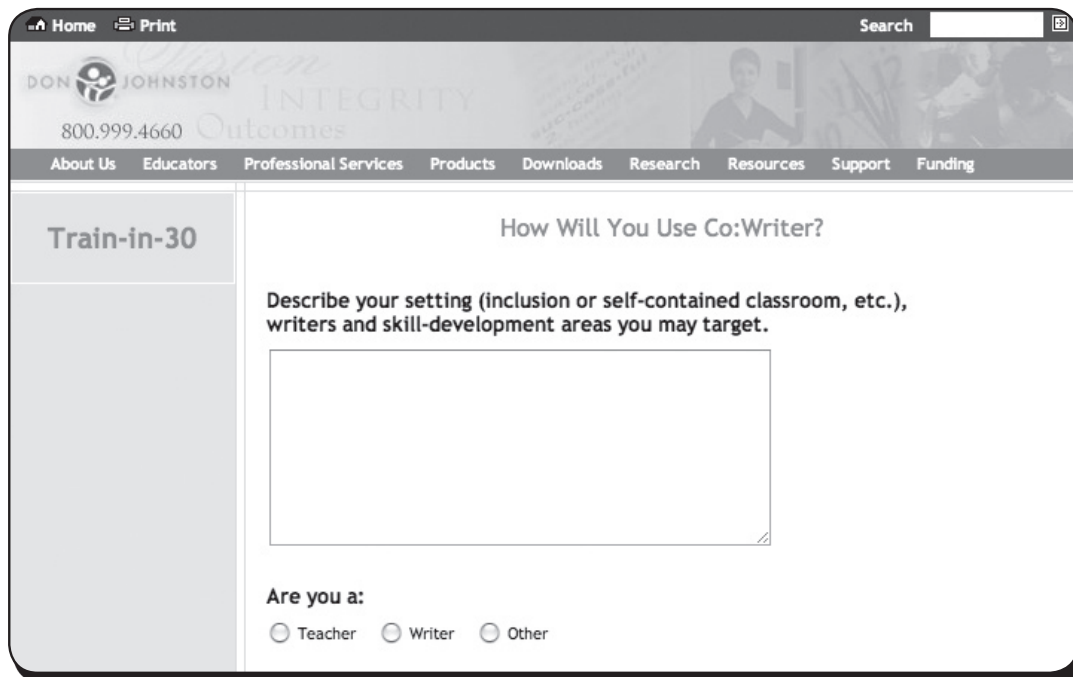 Home Print Search
Vision
DON JOHNSTON
INTEGRITY
800.999.4660 Outcomes
successful
About Us Educators Professional Services Products Downloads Research Resources Support Funding
Train-in-30
How Will You Use Co:Writer?
Describe your setting (inclusion or self-contained classroom, etc.),
writers and skill-development areas you may target.
Are you a:
Teacher Writer Other